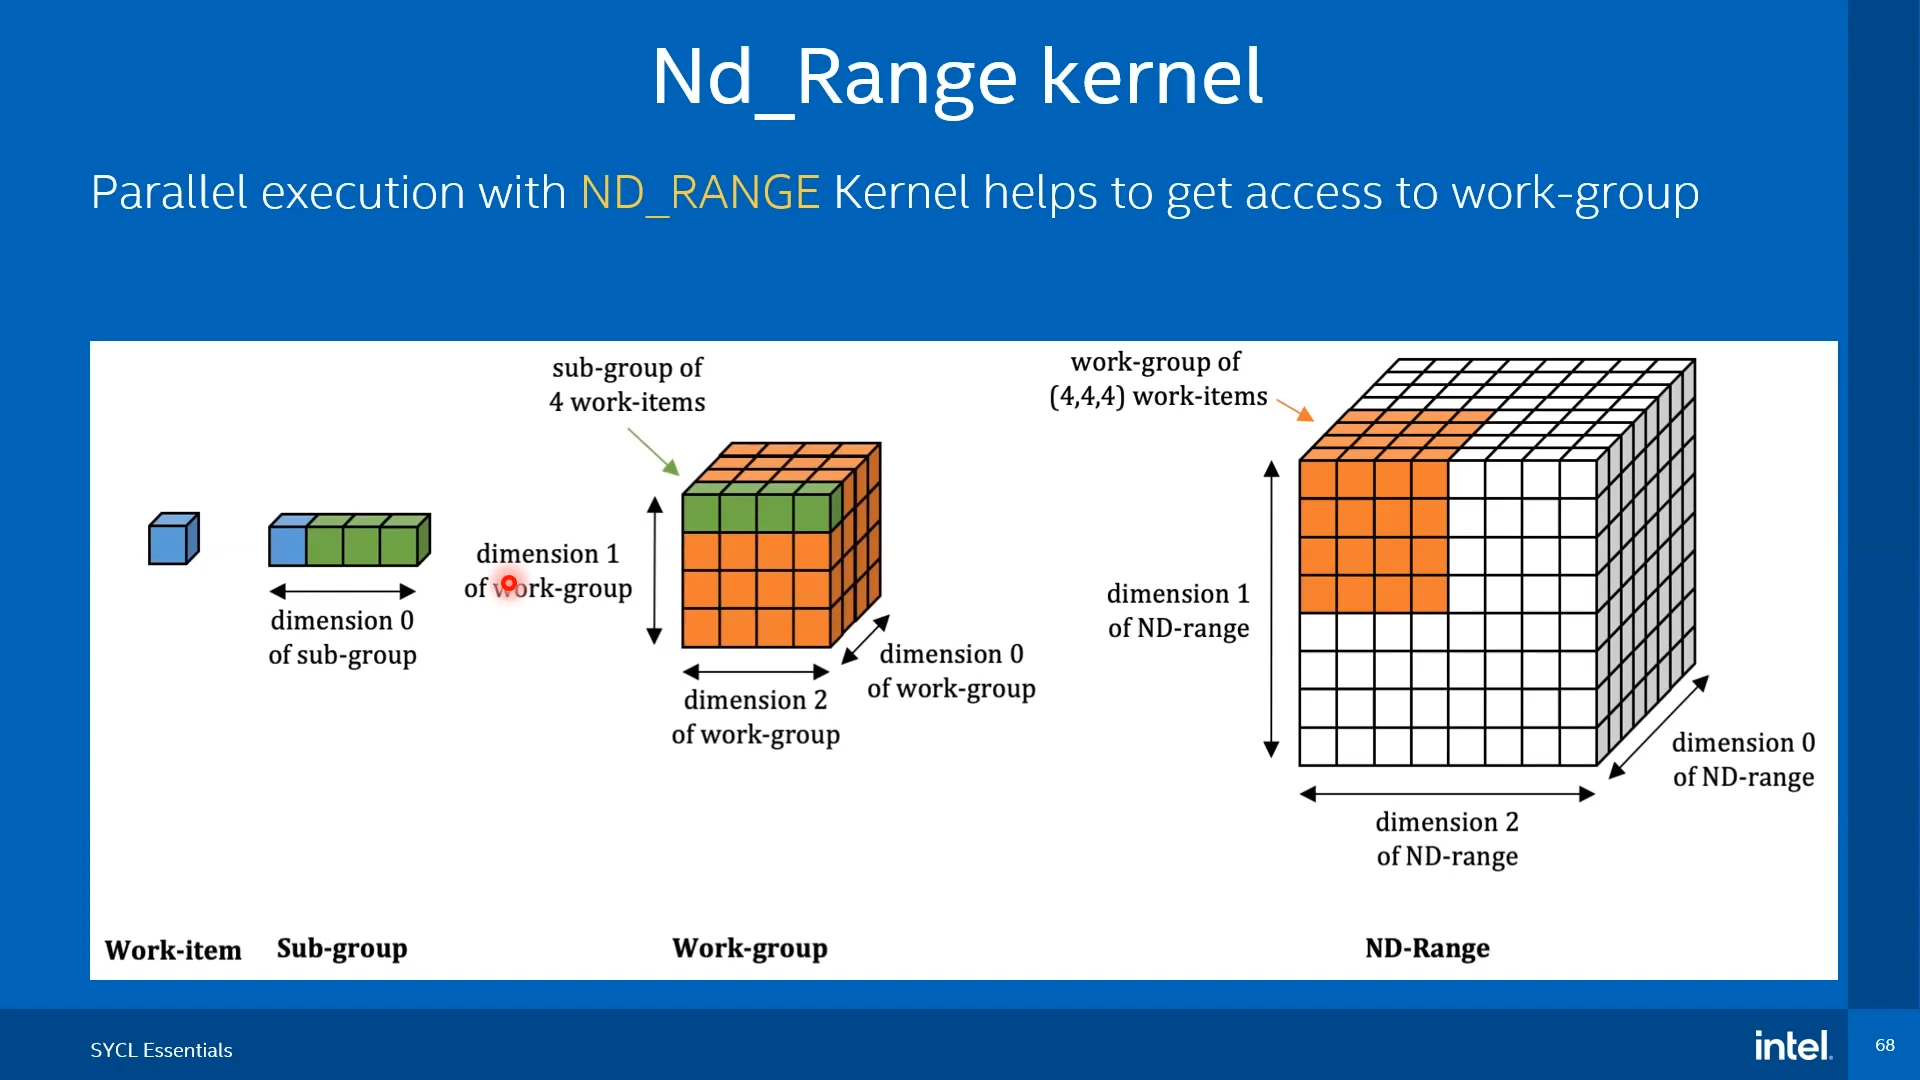 Nd_Range kernel
Parallel execution with ND_RANGE Kernel helps to get access to work-group
sub-group of
4 work-items
work-group of
(4,4,4) work-items
dimension 1
of work-group
dimension 0
of sub-group
dimension 0
of work-group
dimension 2
of work-group
dimension 1
of ND-range
dimension 0
of ND-range
dimension 2
of ND-range
Work-item
Sub-group
Work-group
ND-Range
SYCL Essentials
intel.
68